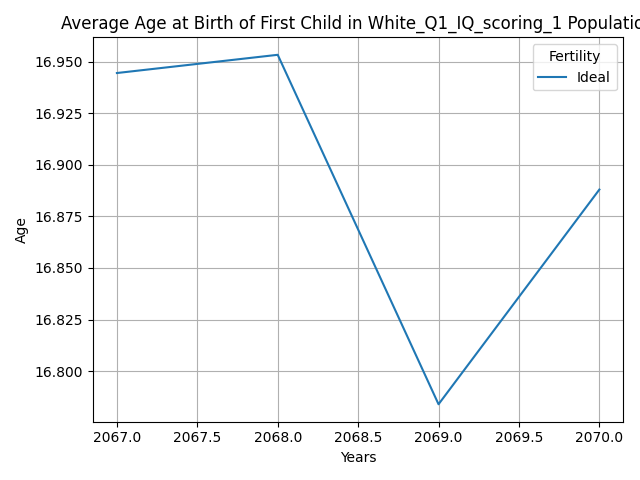 Average Age at Birth of First Child in White_Q1_IQ_scoring_1 Populatio
Fertility
Ideal
16.950
16.925
16.900
16.875
16.850
16.825
16.800
Age
2067.0 2067.5 2068.0 2068.5 2069.0 2069.5 2070.0
Years